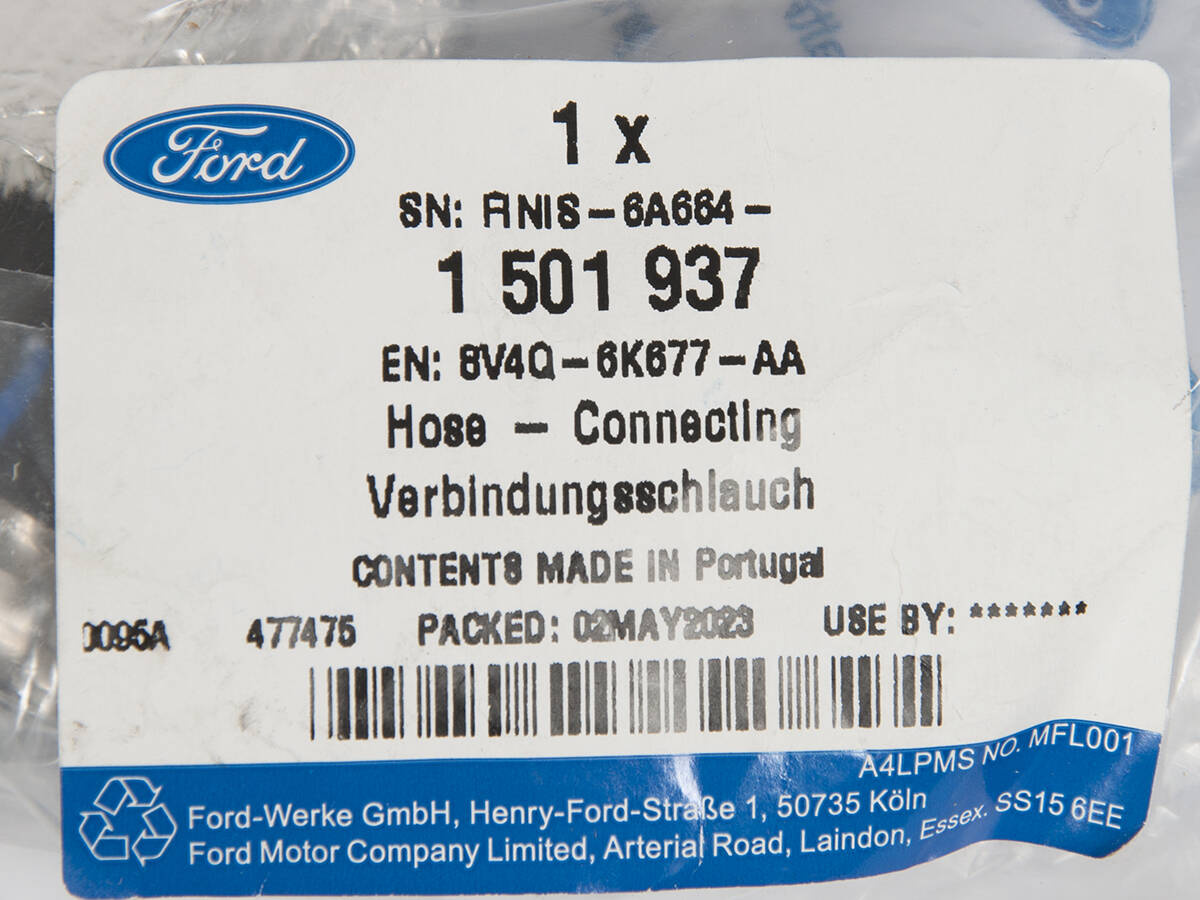 Ford
1 x
SN: FINIS-6A664-
1 501 937
EN: 8V4Q-6K677-AA
Hose - Connecting
Verbindungsschlauch
CONTENTS MADE IN Portugal
0095A 477475 PACKED: 02MAY2023 USE BY: *******
A4LPMS NO. MFL001
Ford-Werke GmbH, Henry-Ford-Straße 1, 50735 Köln
Ford Motor Company Limited, Arterial Road, Laindon, Essex. SS15 6EE